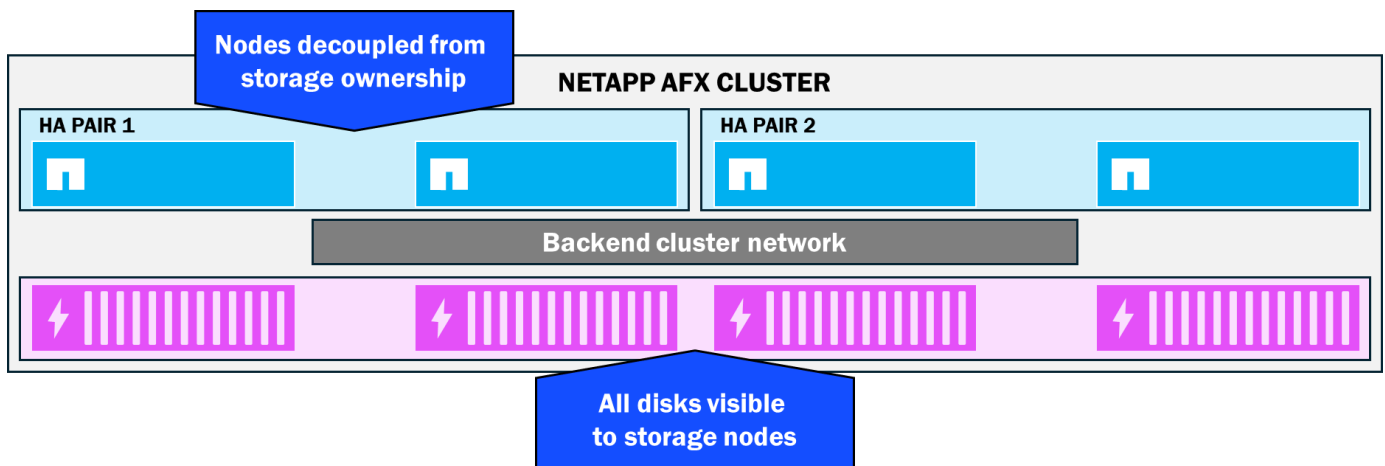 Nodes decoupled from
storage ownership
NETAPP AFX CLUSTER
HA PAIR 1
HA PAIR 2
Backend cluster network
All disks visible
to storage nodes